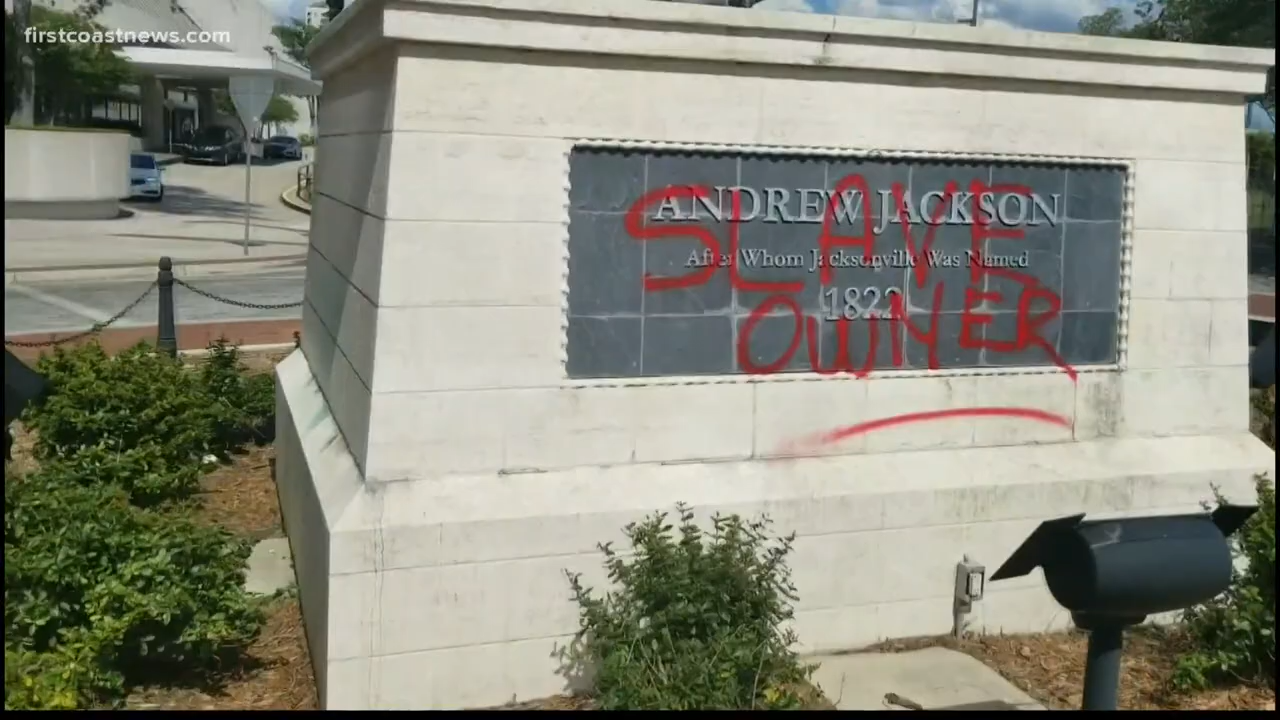 firstcoastnews.com
ANDREW JACKSON
After Whom Jacksonville Was Named
1822
SLAVE
OWNER